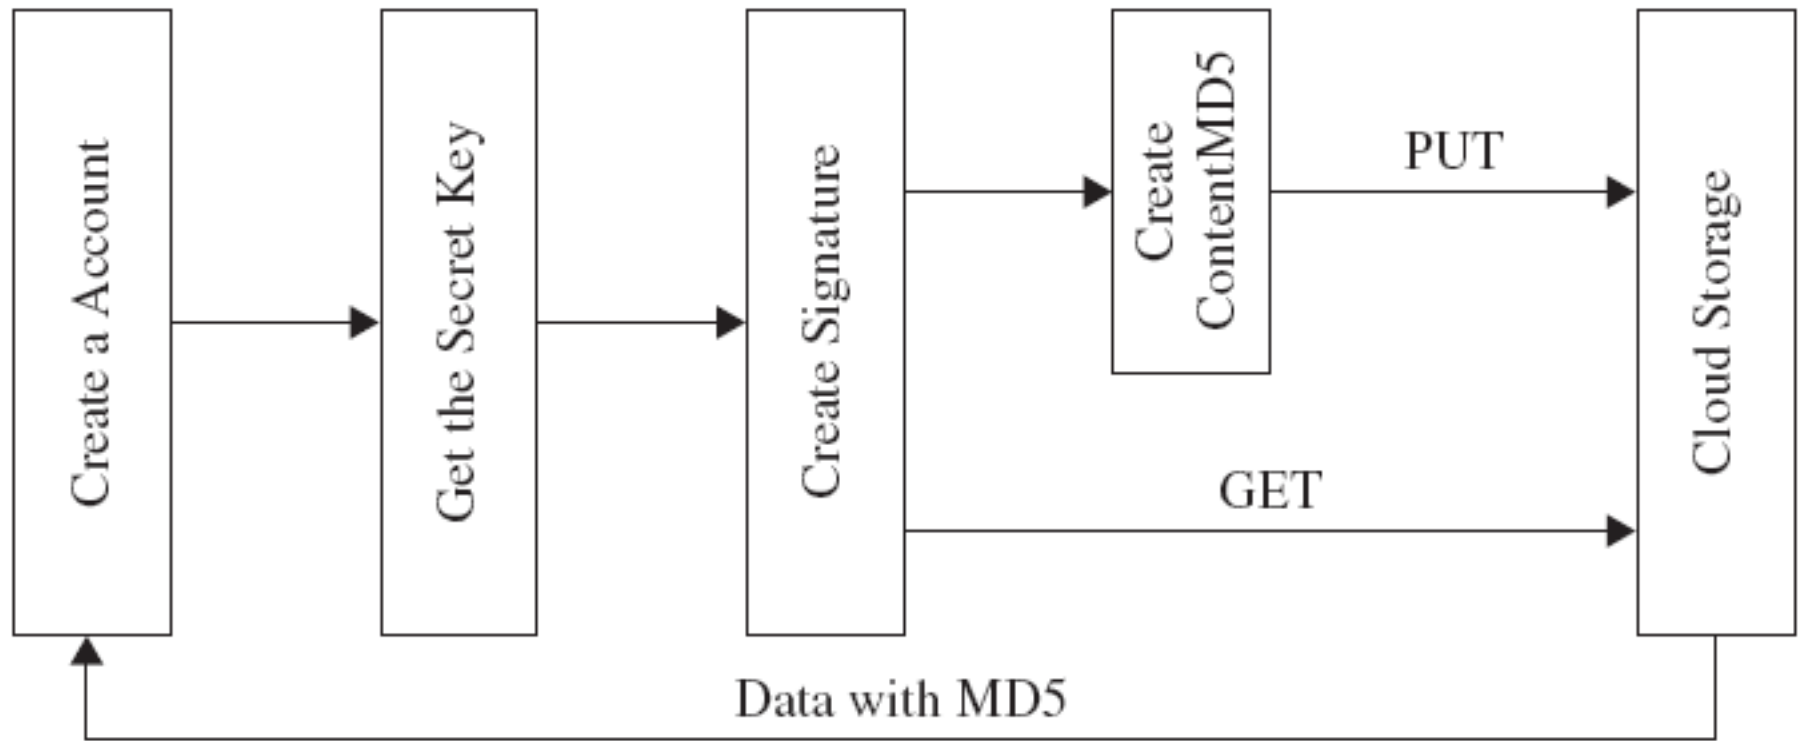 Create a Account
Get the Secret Key
Create Signature
Create
ContentMD5
PUT
GET
Cloud Storage
Data with MD5